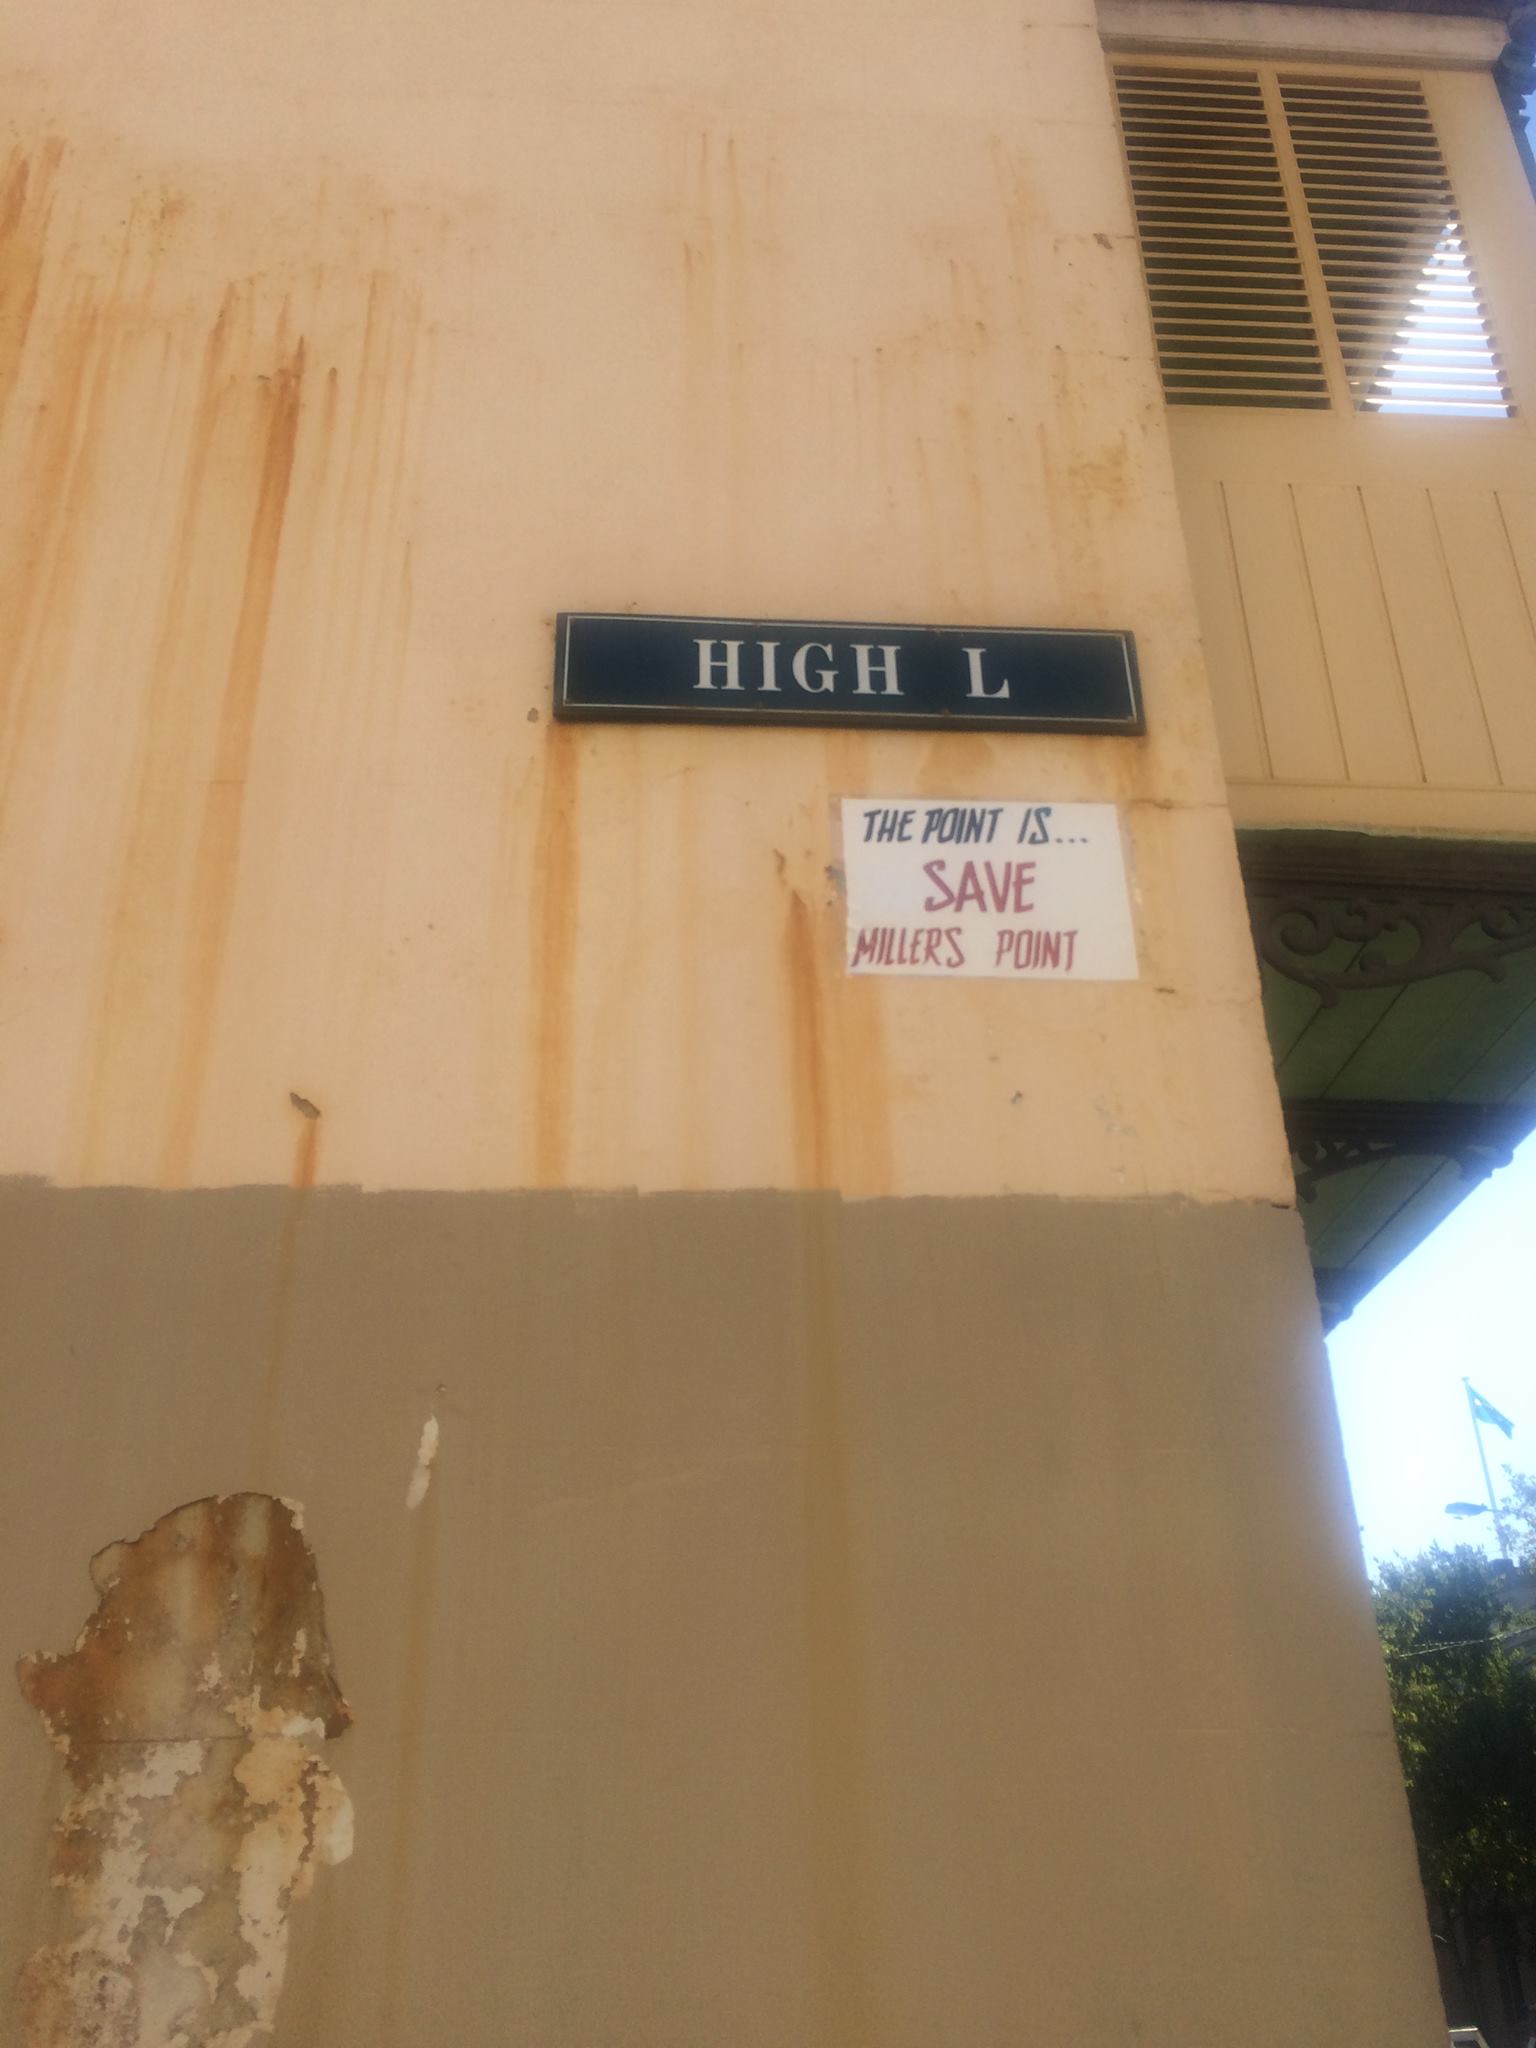 HIGH L
THE POINT IS...
SAVE
MILLERS POINT